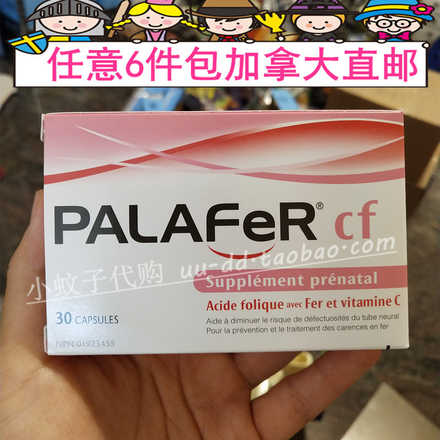 任意6件包加拿大直邮
PALAFeR® cf
小蚊子代购 uu-dd.taobao.com
Supplément prénatal
Acide folique avec Fer et vitamine C
30 CAPSULES
Aide à diminuer le risque de défectuosités du tube neural
Pour la prévention et le traitement des carences en fer